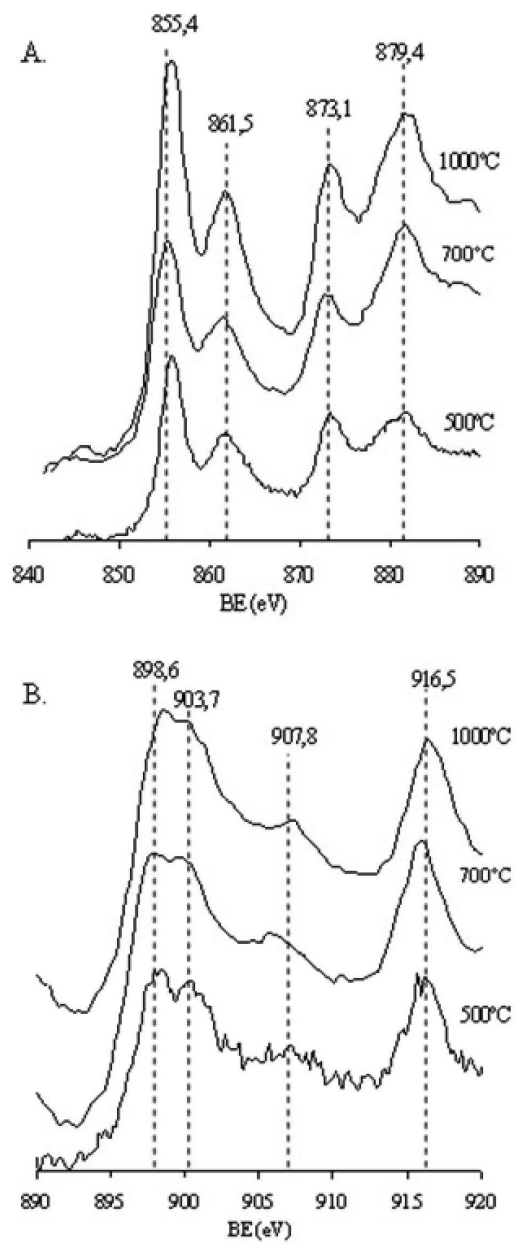 A.
855,4
861,5
873,1
879,4
1000°C
700°C
500°C
840 850 860 870 880 890
BE (eV)
B.
898,6
903,7
907,8
916,5
1000°C
700°C
500°C
890 895 900 905 910 915 920
BE (eV)